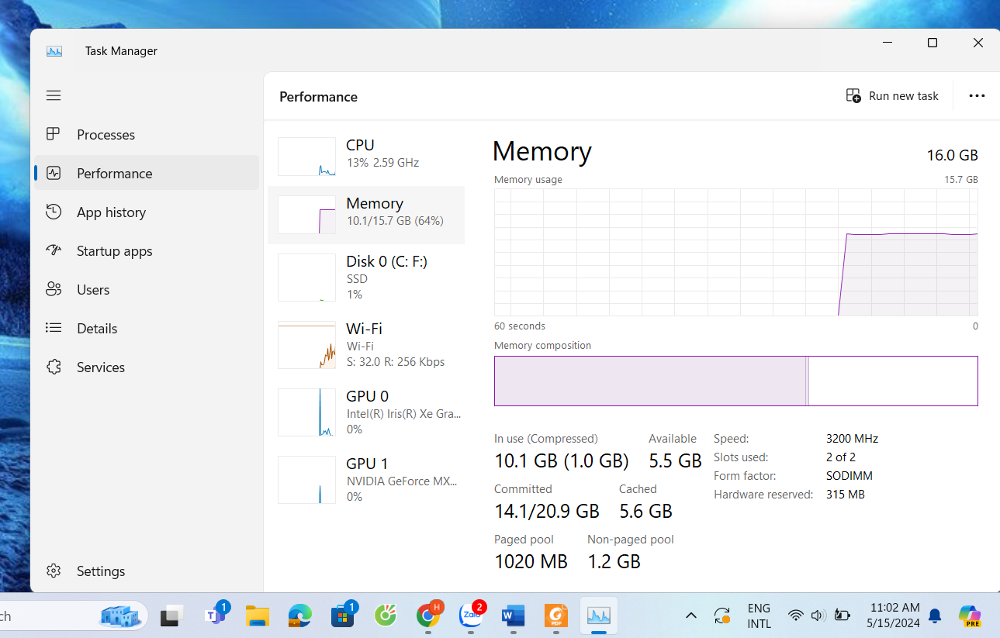 Task Manager
Performance
Run new task
Processes
Performance
App history
Startup apps
Users
Details
Services
Settings
CPU
13% 2.59 GHz
Memory
10.1/15.7 GB (64%)
Disk 0 (C: F:)
SSD
1%
Wi-Fi
Wi-Fi
S: 32.0 R: 256 Kbps
GPU 0
Intel(R) Iris(R) Xe Gra...
0%
GPU 1
NVIDIA GeForce MX...
0%
Memory 16.0 GB
Memory usage 15.7 GB
60 seconds 0
Memory composition
In use (Compressed) Available
10.1 GB (1.0 GB) 5.5 GB
Committed Cached
14.1/20.9 GB 5.6 GB
Paged pool Non-paged pool
1020 MB 1.2 GB
Speed: 3200 MHz
Slots used: 2 of 2
Form factor: SODIMM
Hardware reserved: 315 MB
ch
T 1
1
H
Zalo 2
W
PDF
ENG
INTL
11:02 AM
5/15/2024
PRE